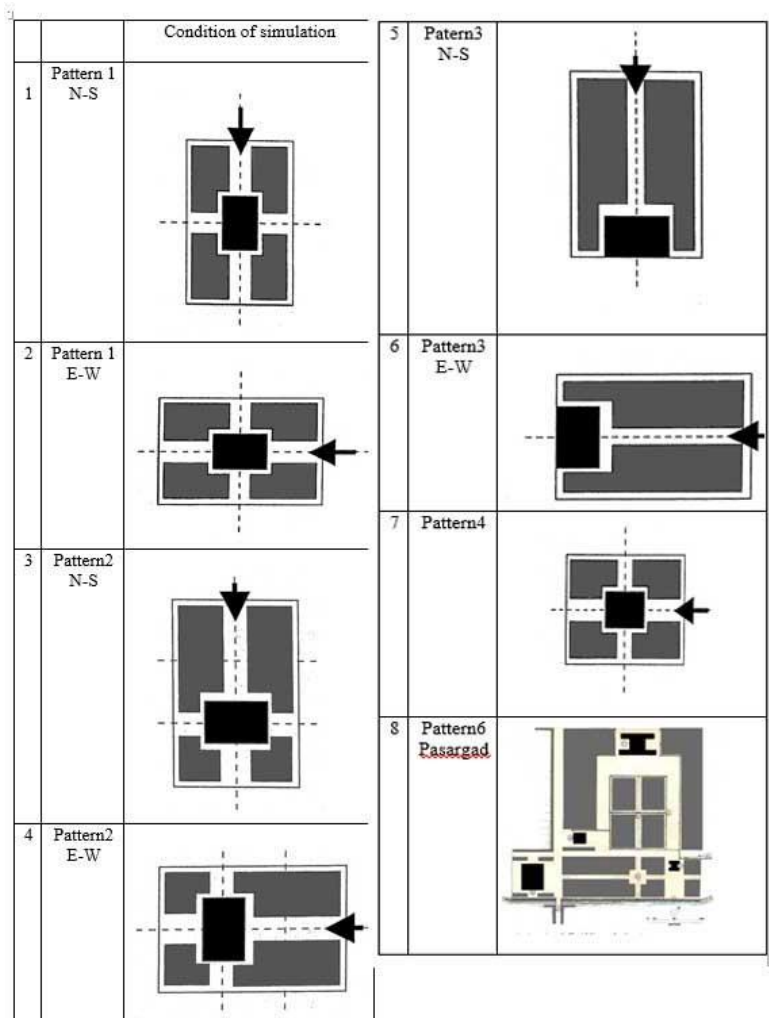 Condition of simulation
1
Pattern 1
N-S
2
Pattern 1
E-W
3
Pattern2
N-S
4
Pattern2
E-W
5
Patern3
N-S
6
Pattern3
E-W
7
Pattern4
8
Pattern6
Pasargad